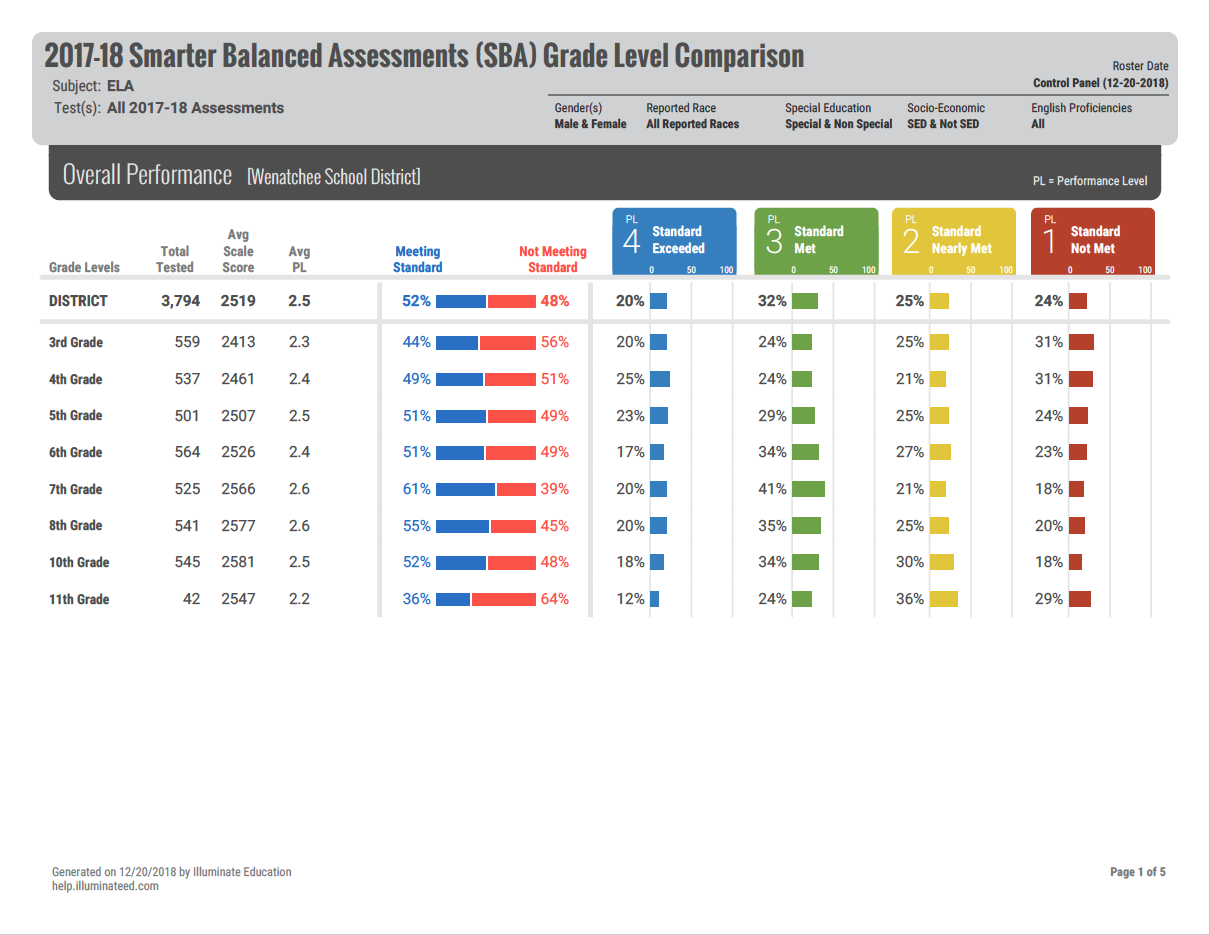 2017-18 Smarter Balanced Assessments (SBA) Grade Level Comparison
Subject: ELA
Test(s): All 2017-18 Assessments
Roster Date
Control Panel (12-20-2018)
Gender(s) Reported Race Special Education Socio-Economic English Proficiencies
Male & Female All Reported Races Special & Non Special SED & Not SED All
Overall Performance [Wenatchee School District] PL = Performance Level
Grade Levels
Total
Tested
Avg
Scale
Score
Avg
PL
Meeting
Standard
Not Meeting
Standard
PL
4
Standard
Exceeded
0 50 100
PL
3
Standard
Met
0 50 100
PL
2
Standard
Nearly Met
0 50 100
PL
1
Standard
Not Met
0 50 100
DISTRICT 3,794 2519 2.5 52% 48% 20% 32% 25% 24%
3rd Grade 559 2413 2.3 44% 56% 20% 24% 25% 31%
4th Grade 537 2461 2.4 49% 51% 25% 24% 21% 31%
5th Grade 501 2507 2.5 51% 49% 23% 29% 25% 24%
6th Grade 564 2526 2.4 51% 49% 17% 34% 27% 23%
7th Grade 525 2566 2.6 61% 39% 20% 41% 21% 18%
8th Grade 541 2577 2.6 55% 45% 20% 35% 25% 20%
10th Grade 545 2581 2.5 52% 48% 18% 34% 30% 18%
11th Grade 42 2547 2.2 36% 64% 12% 24% 36% 29%
Generated on 12/20/2018 by Illuminate Education
help.illuminateed.com
Page 1 of 5